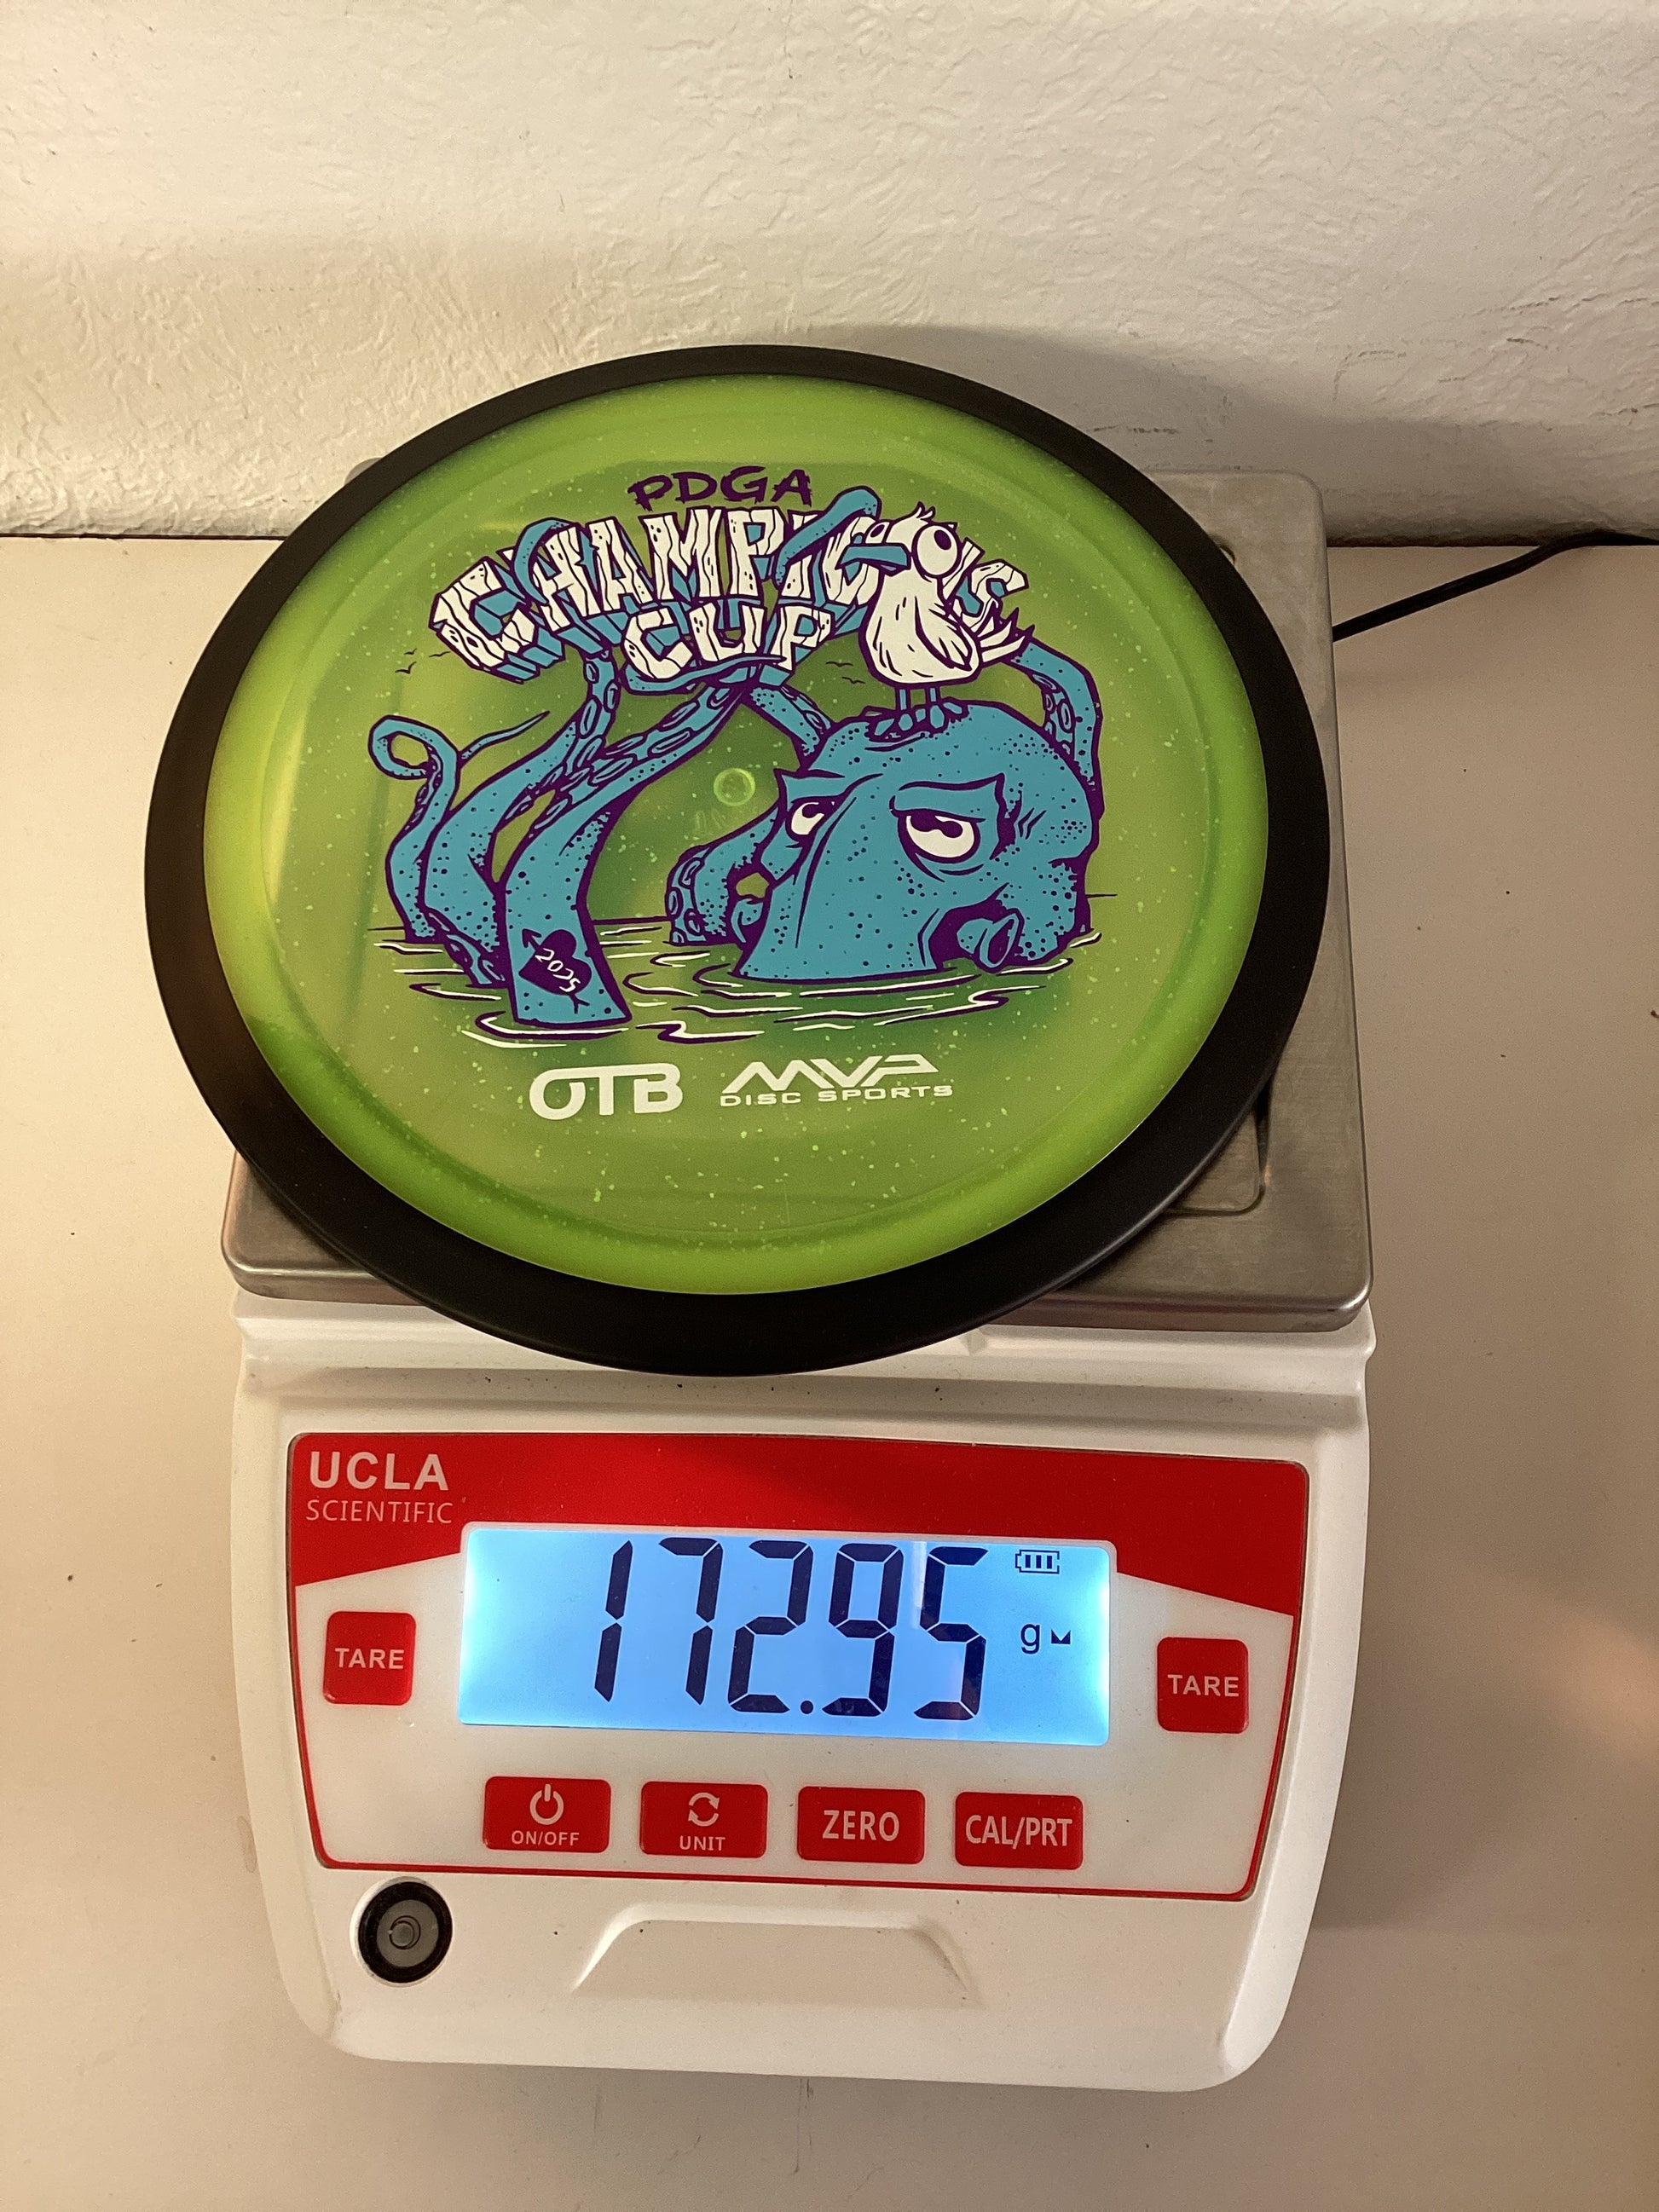 PDGA
CHAMPIONS
CUP
2025
OTB MVP
DISC SPORTS
UCLA
SCIENTIFIC
172.95 g
TARE
TARE
ON/OFF
UNIT
ZERO
CAL/PRT